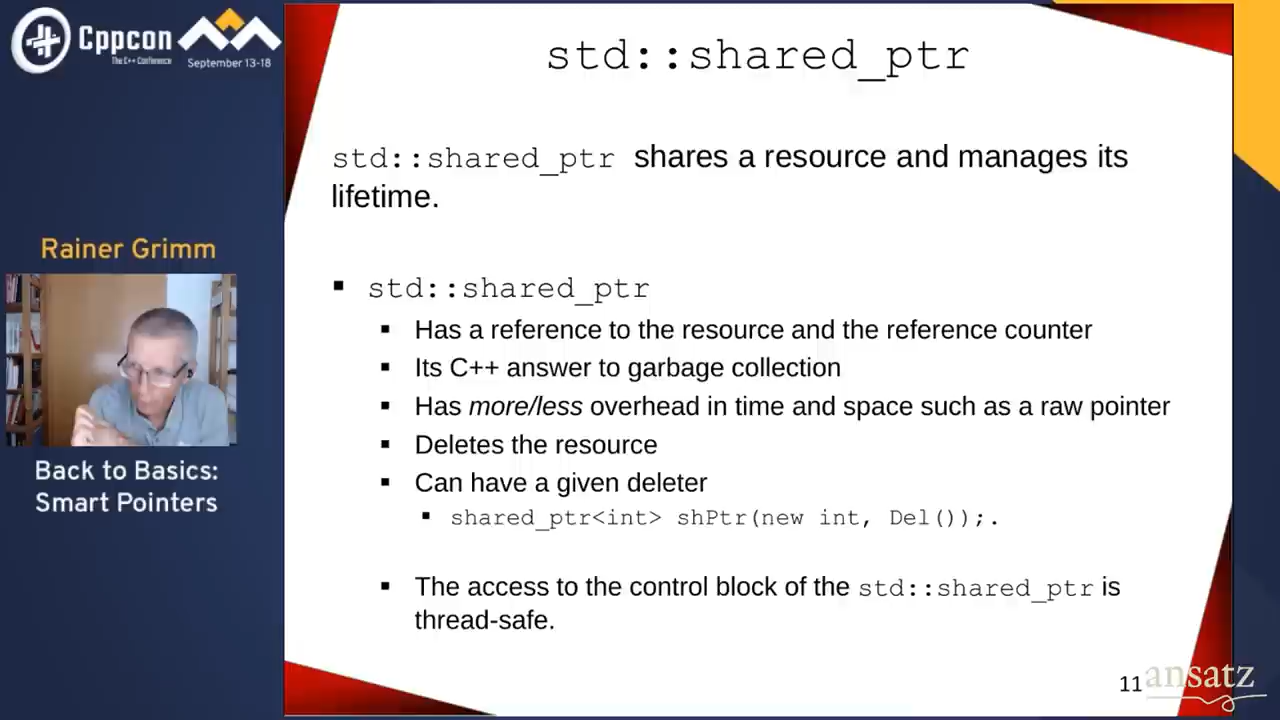 Cppcon
The C++ Conference
September 13-18
std::shared_ptr
std::shared_ptr shares a resource and manages its
lifetime.
Rainer Grimm
▪ std::shared_ptr
▪ Has a reference to the resource and the reference counter
▪ Its C++ answer to garbage collection
▪ Has more/less overhead in time and space such as a raw pointer
▪ Deletes the resource
▪ Can have a given deleter
▪ shared_ptr<int> shPtr(new int, Del());.
▪ The access to the control block of the std::shared_ptr is
thread-safe.
Back to Basics:
Smart Pointers
11
ansatz